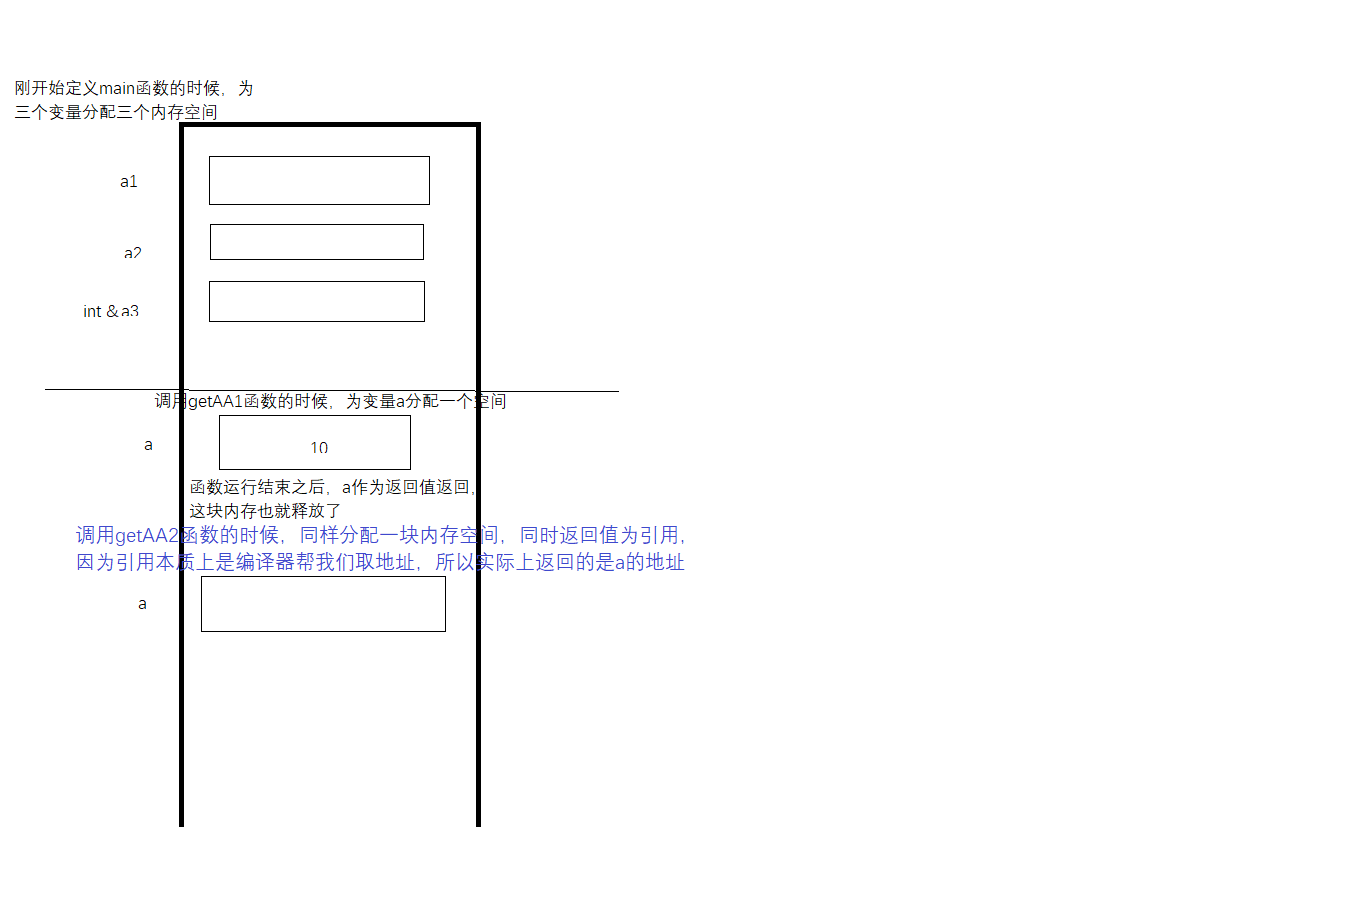 刚开始定义main函数的时候，为
三个变量分配三个内存空间
a1
a2
int & a3
调用getAA1函数的时候，为变量a分配一个空间
a
10
函数运行结束之后，a作为返回值返回，
这块内存也就释放了
调用getAA2函数的时候，同样分配一块内存空间，同时返回值为引用，
因为引用本质上是编译器帮我们取地址，所以实际上返回的是a的地址
a